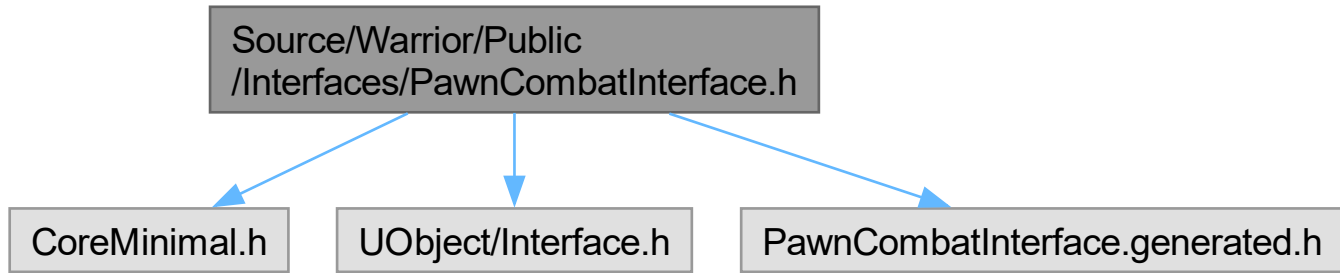 Source/Warrior/Public
/Interfaces/PawnCombatInterface.h
CoreMinimal.h
UObject/Interface.h
PawnCombatInterface.generated.h